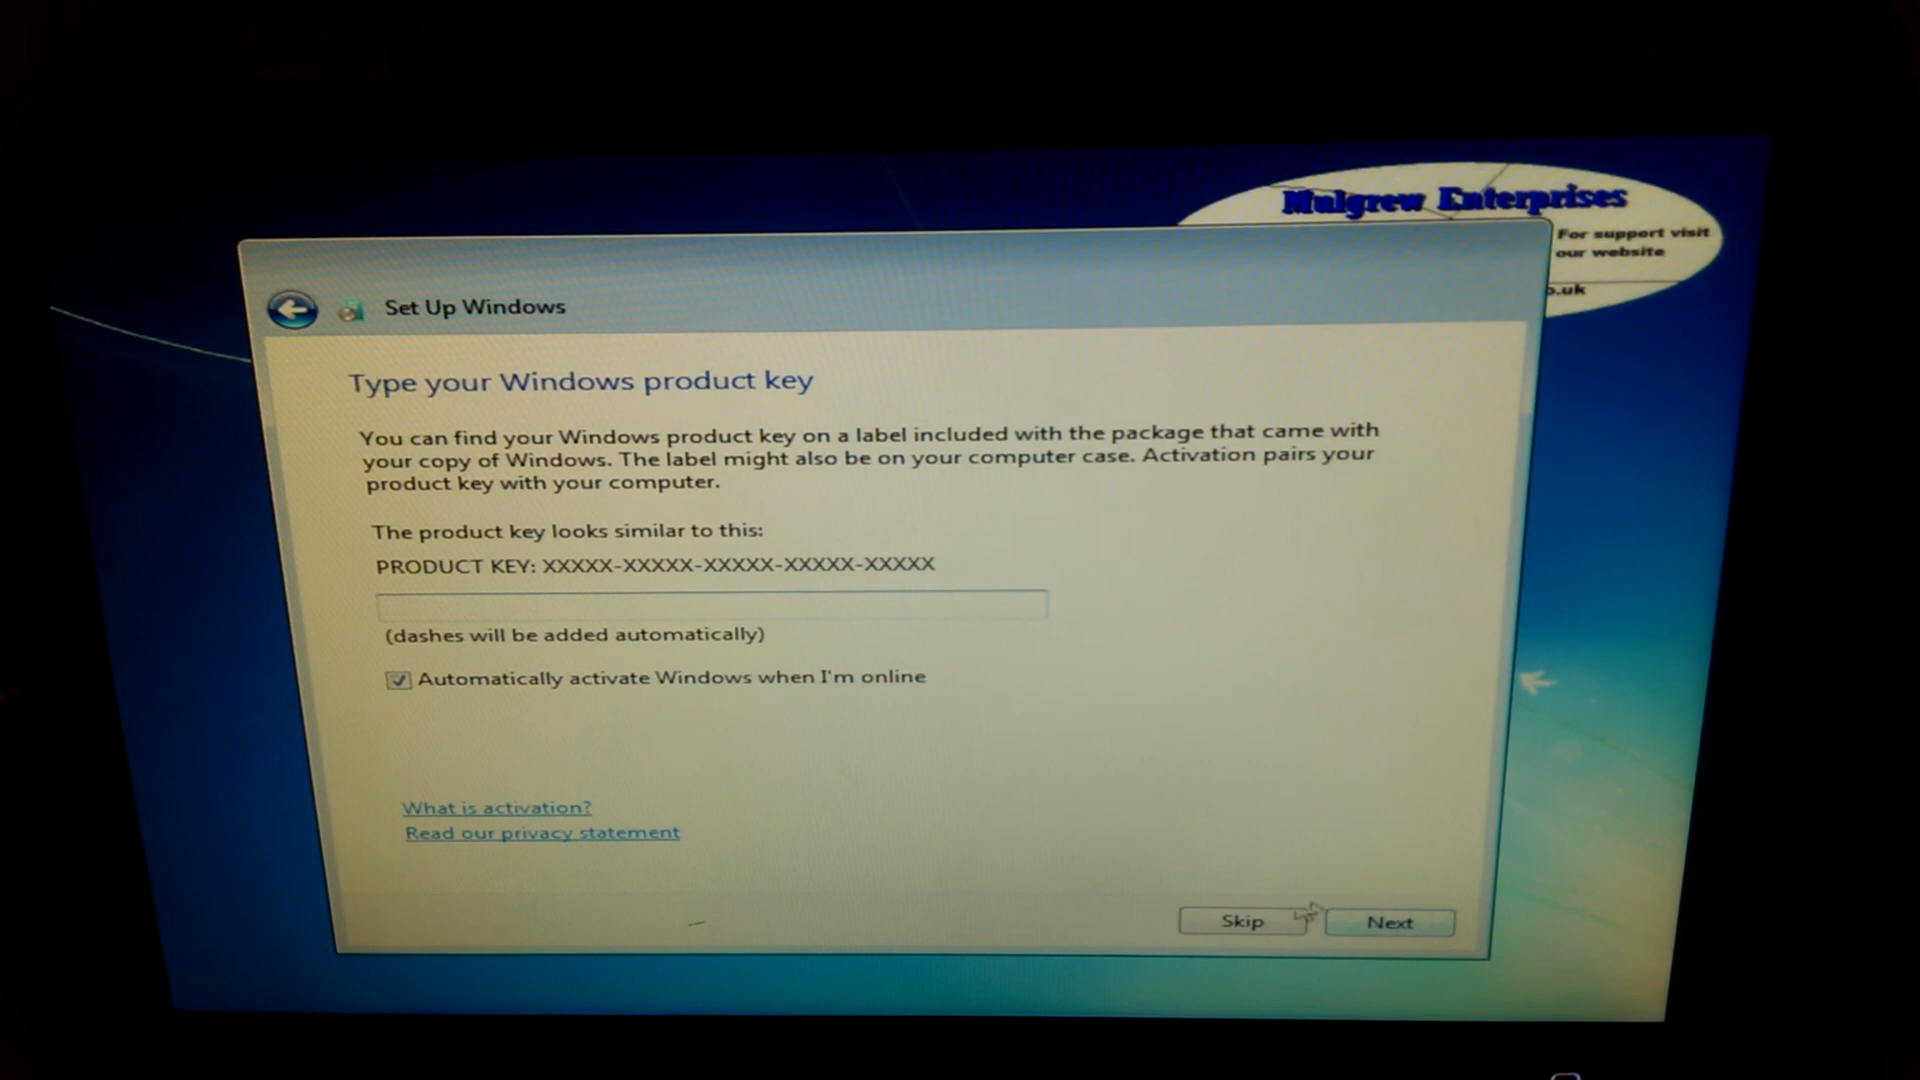 Mulgrew Enterprises
For support visit
our website
o.uk
Set Up Windows
Type your Windows product key
You can find your Windows product key on a label included with the package that came with
your copy of Windows. The label might also be on your computer case. Activation pairs your
product key with your computer.
The product key looks similar to this:
PRODUCT KEY: XXXXX-XXXXX-XXXXX-XXXXX-XXXXX
(dashes will be added automatically)
Automatically activate Windows when I'm online
What is activation?
Read our privacy statement
Skip
Next